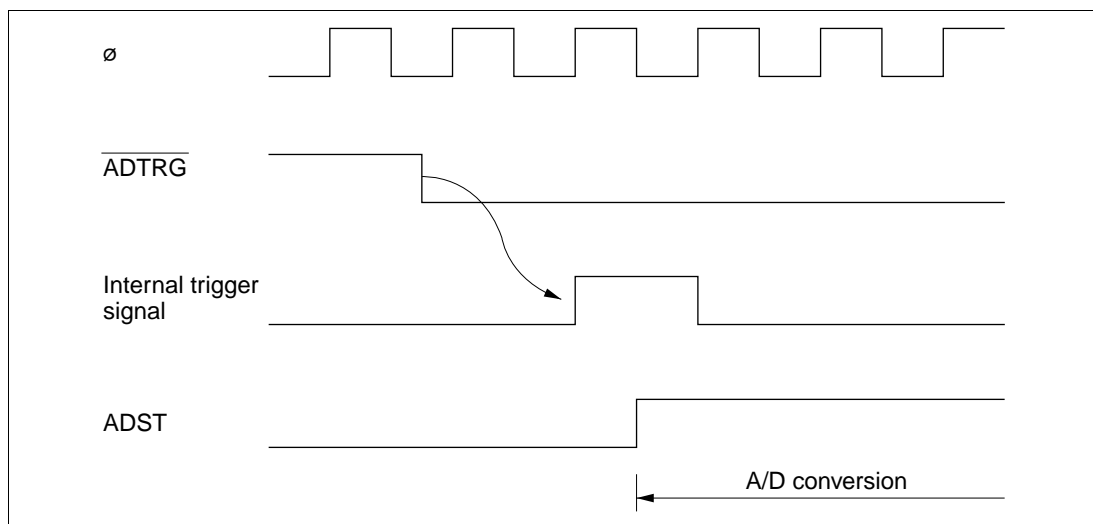 ø
ADTRG
Internal trigger
signal
ADST
A/D conversion